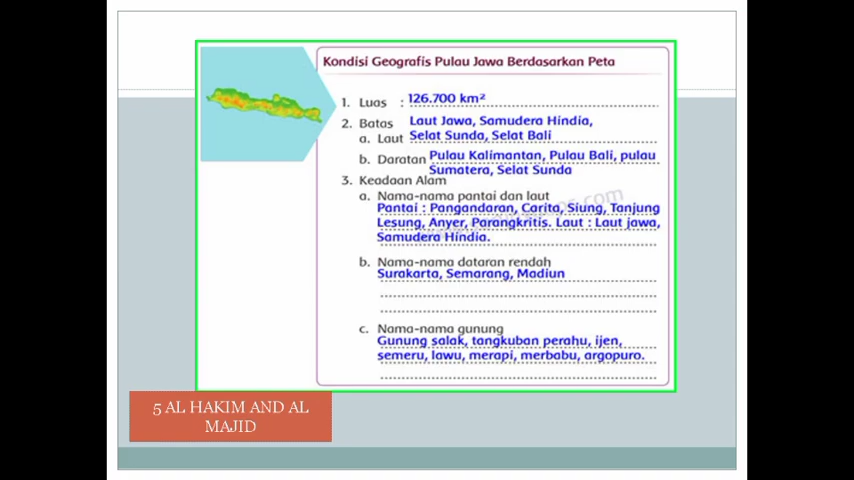 Kondisi Geografis Pulau Jawa Berdasarkan Peta
1. Luas : 126.700 km²
2. Batas
a. Laut Laut Jawa, Samudera Hindia,
Selat Sunda, Selat Bali
b. Daratan Pulau Kalimantan, Pulau Bali, pulau
Sumatera, Selat Sunda
3. Keadaan Alam
a. Nama-nama pantai dan laut
Pantai : Pangandaran, Carita, Siung, Tanjung
Lesung, Anyer, Parangkritis. Laut : Laut jawa,
Samudera Hindia.
b. Nama-nama dataran rendah
Surakarta, Semarang, Madiun
c. Nama-nama gunung
Gunung salak, tangkuban perahu, ijen,
semeru, lawu, merapi, merbabu, argopuro.
5 AL HAKIM AND AL
MAJID